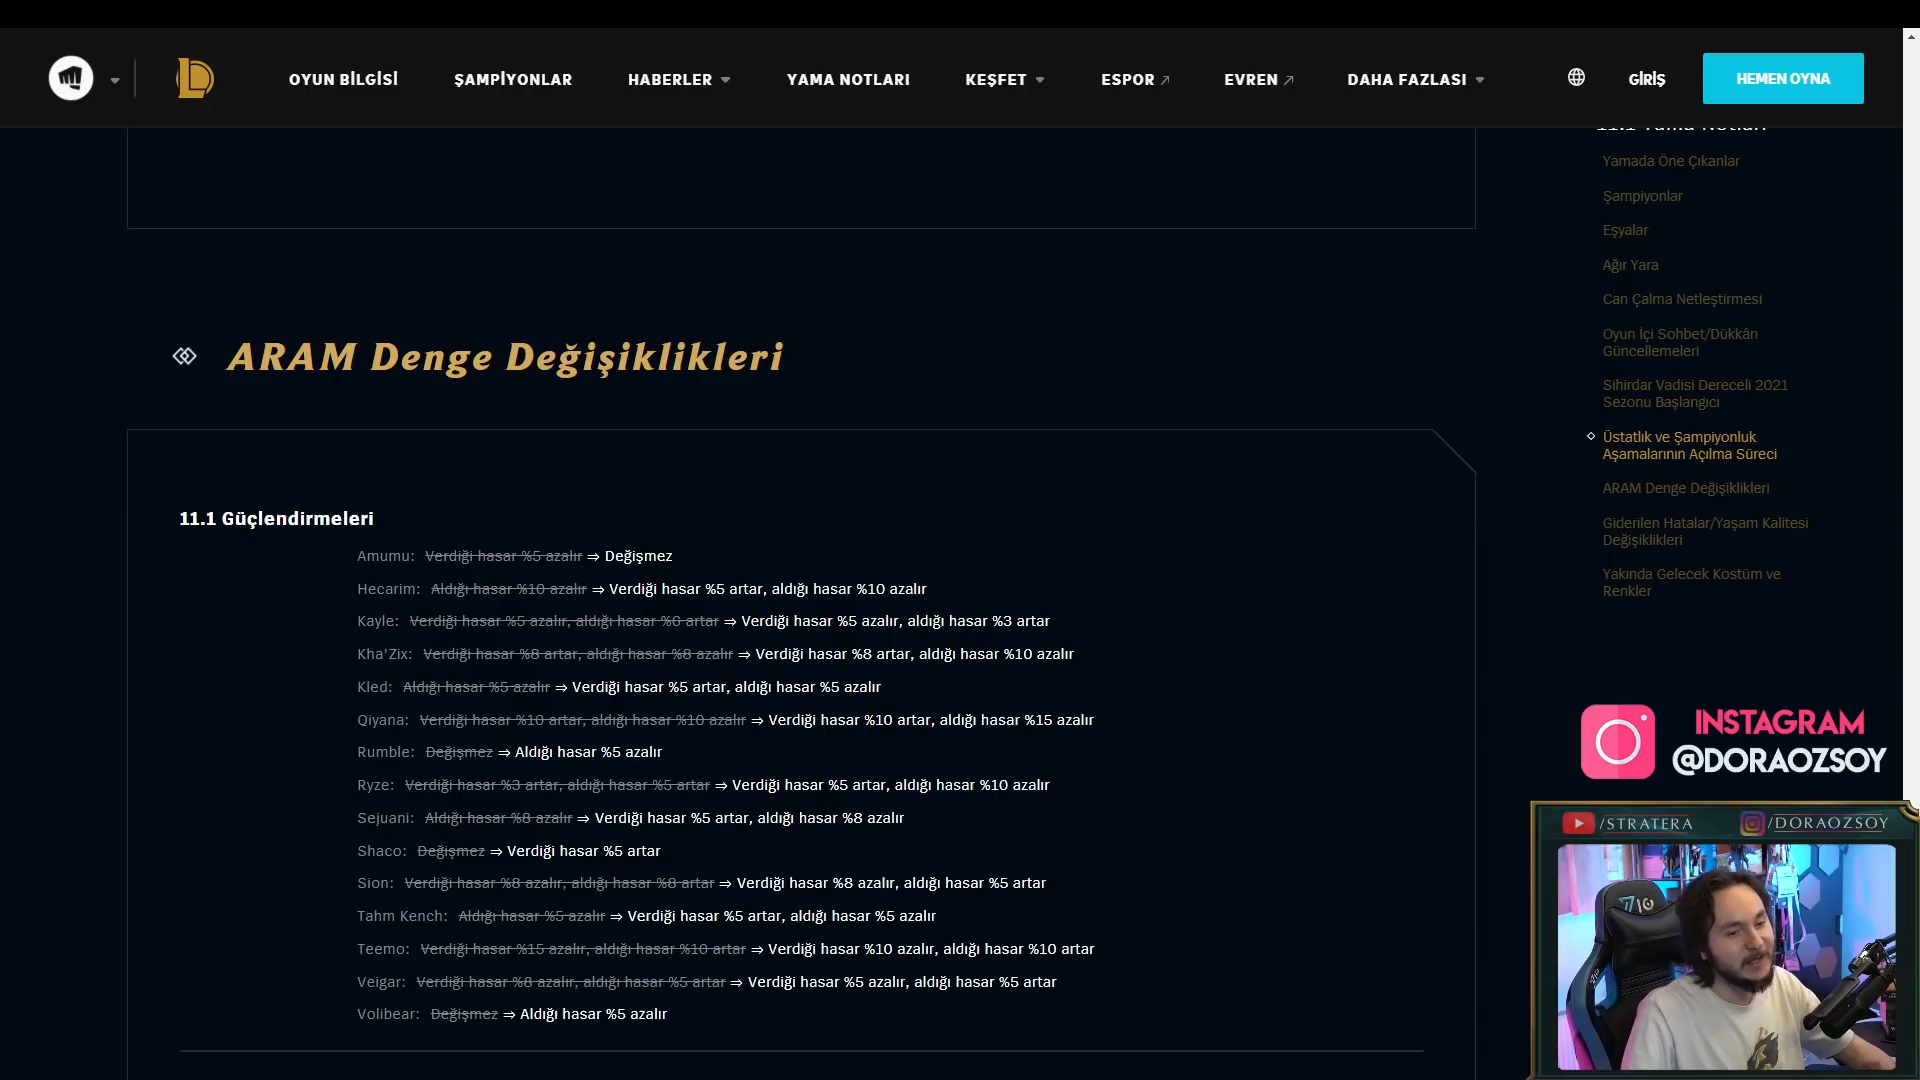 OYUN BİLGİSİ
ŞAMPİYONLAR
HABERLER
YAMA NOTLARI
KEŞFET
ESPOR
EVREN
DAHA FAZLASI
GİRİŞ
HEMEN OYNA
11.1 Yama Notları
Yamada Öne Çıkanlar
Şampiyonlar
Eşyalar
Ağır Yara
Can Çalma Netleştirmesi
Oyun İçi Sohbet/Dükkân
Güncellemeleri
Sihirdar Vadisi Dereceli 2021
Sezonu Başlangıcı
Üstatlık ve Şampiyonluk
Aşamalarının Açılma Süreci
ARAM Denge Değişiklikleri
Giderilen Hatalar/Yaşam Kalitesi
Değişiklikleri
Yakında Gelecek Kostüm ve
Renkler
ARAM Denge Değişiklikleri
11.1 Güçlendirmeleri
Amumu: Verdiği hasar %5 azalır ⇒ Değişmez
Hecarim: Aldığı hasar %10 azalır ⇒ Verdiği hasar %5 artar, aldığı hasar %10 azalır
Kayle: Verdiği hasar %5 azalır, aldığı hasar %6 artar ⇒ Verdiği hasar %5 azalır, aldığı hasar %3 artar
Kha'Zix: Verdiği hasar %8 artar, aldığı hasar %8 azalır ⇒ Verdiği hasar %8 artar, aldığı hasar %10 azalır
Kled: Aldığı hasar %5 azalır ⇒ Verdiği hasar %5 artar, aldığı hasar %5 azalır
Qiyana: Verdiği hasar %10 artar, aldığı hasar %10 azalır ⇒ Verdiği hasar %10 artar, aldığı hasar %15 azalır
Rumble: Değişmez ⇒ Aldığı hasar %5 azalır
Ryze: Verdiği hasar %3 artar, aldığı hasar %5 artar ⇒ Verdiği hasar %5 artar, aldığı hasar %10 azalır
Sejuani: Aldığı hasar %8 azalır ⇒ Verdiği hasar %5 artar, aldığı hasar %8 azalır
Shaco: Değişmez ⇒ Verdiği hasar %5 artar
Sion: Verdiği hasar %8 azalır, aldığı hasar %8 artar ⇒ Verdiği hasar %8 azalır, aldığı hasar %5 artar
Tahm Kench: Aldığı hasar %5 azalır ⇒ Verdiği hasar %5 artar, aldığı hasar %5 azalır
Teemo: Verdiği hasar %15 azalır, aldığı hasar %10 artar ⇒ Verdiği hasar %10 azalır, aldığı hasar %10 artar
Veigar: Verdiği hasar %8 azalır, aldığı hasar %5 artar ⇒ Verdiği hasar %5 azalır, aldığı hasar %5 artar
Volibear: Değişmez ⇒ Aldığı hasar %5 azalır
INSTAGRAM
@DORAOZSOY
/STRATERA
/DORAOZSOY